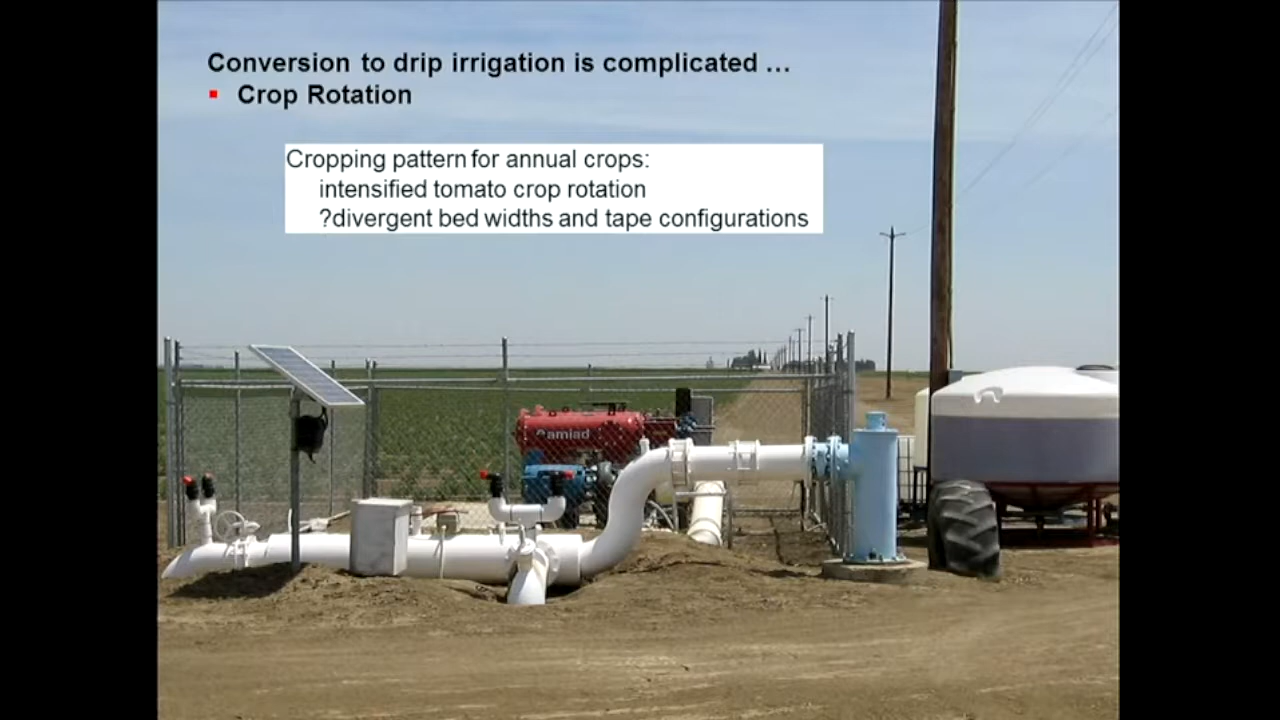 Conversion to drip irrigation is complicated …
▪ Crop Rotation
Cropping pattern for annual crops:
intensified tomato crop rotation
?divergent bed widths and tape configurations
amiad